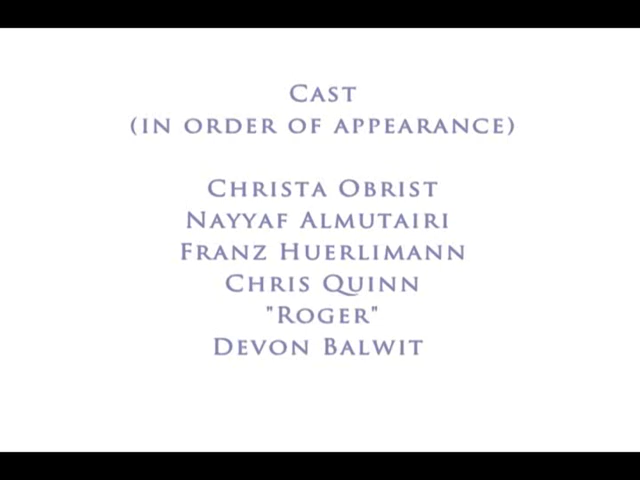 Cast
(in order of appearance)
Christa Obrist
Nayyaf Almutairi
Franz Huerlimann
Chris Quinn
"Roger"
Devon Balwit